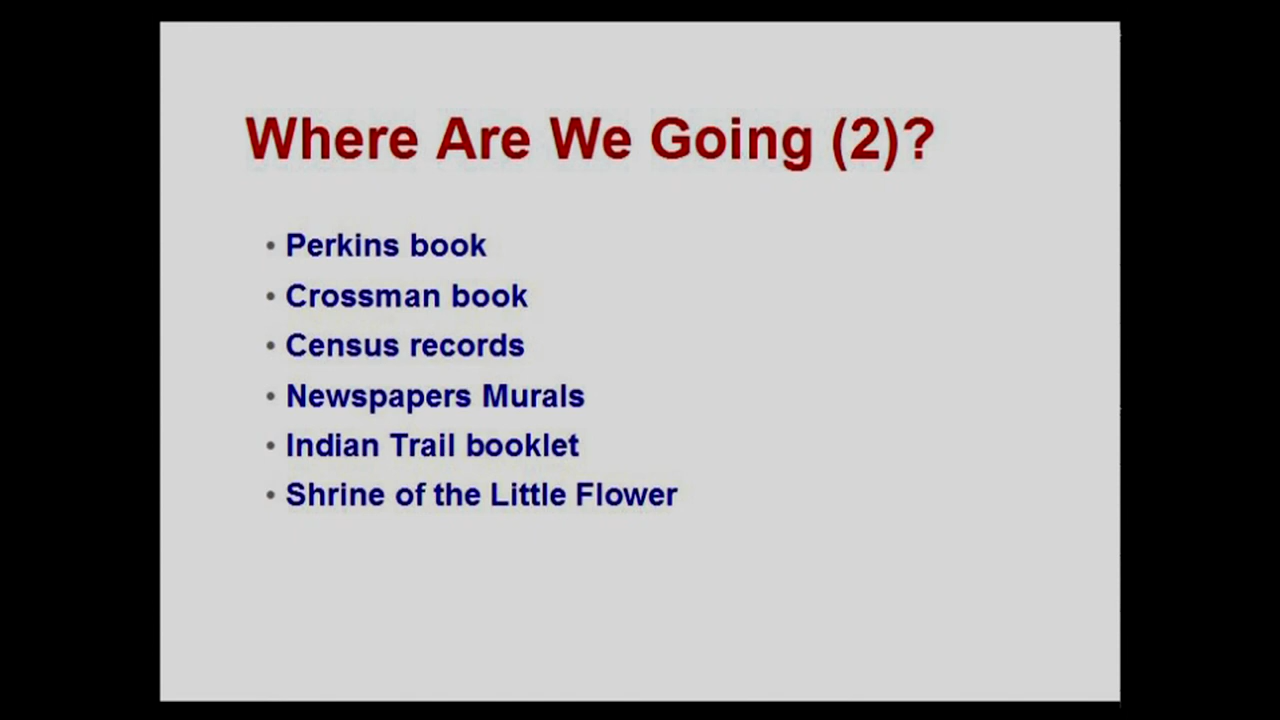 Where Are We Going (2)?
• Perkins book
• Crossman book
• Census records
• Newspapers Murals
• Indian Trail booklet
• Shrine of the Little Flower